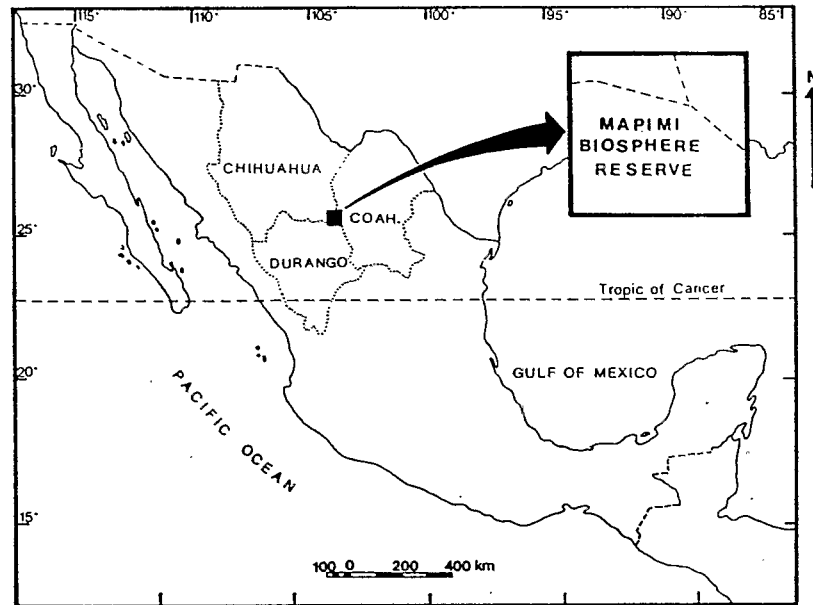 115° 110° 105° 100° 95° 85°
30°
N
MAPIMI
BIOSPHERE
RESERVE
CHIHUAHUA
COAH.
25°
DURANGO
Tropic of Cancer
20°
GULF OF MEXICO
PACIFIC OCEAN
15°
100 0 200 400 km